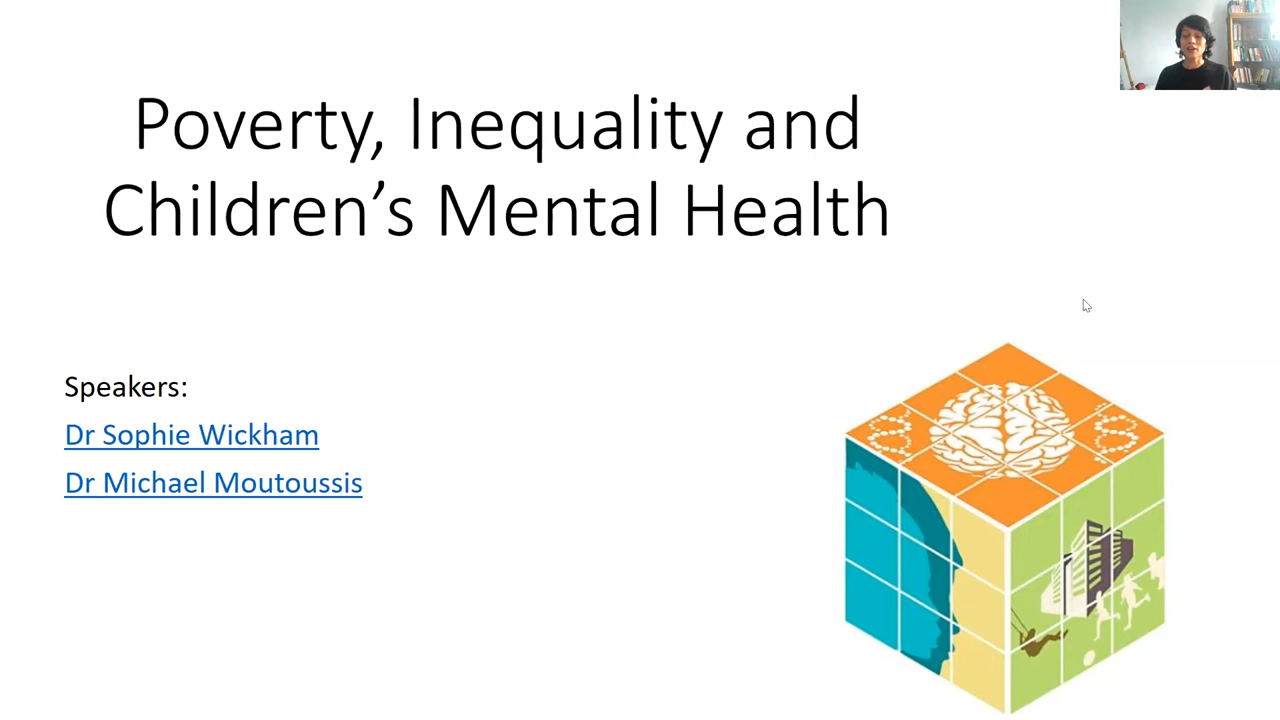 Poverty, Inequality and
Children’s Mental Health
Speakers:
Dr Sophie Wickham
Dr Michael Moutoussis